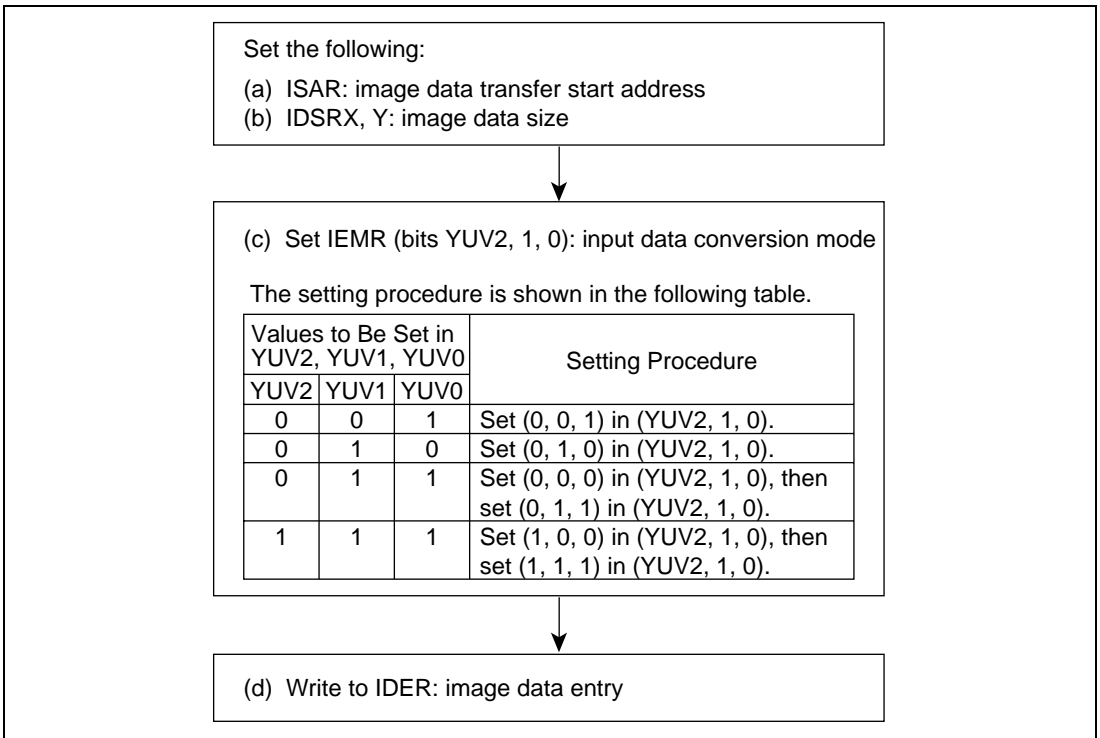 Set the following:
(a) ISAR: image data transfer start address
(b) IDSRX, Y: image data size
(c) Set IEMR (bits YUV2, 1, 0): input data conversion mode
The setting procedure is shown in the following table.
Values to Be Set in
YUV2, YUV1, YUV0
Setting Procedure
YUV2 YUV1 YUV0
0 0 1 Set (0, 0, 1) in (YUV2, 1, 0).
0 1 0 Set (0, 1, 0) in (YUV2, 1, 0).
0 1 1 Set (0, 0, 0) in (YUV2, 1, 0), then
set (0, 1, 1) in (YUV2, 1, 0).
1 1 1 Set (1, 0, 0) in (YUV2, 1, 0), then
set (1, 1, 1) in (YUV2, 1, 0).
(d) Write to IDER: image data entry